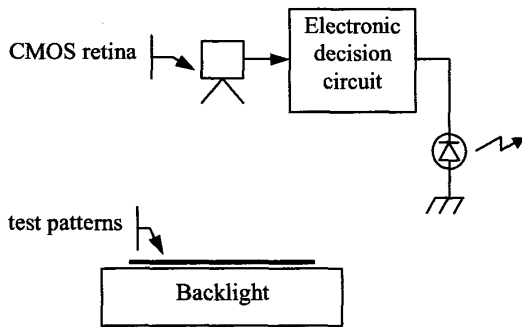 CMOS retina
Electronic
decision
circuit
test patterns
Backlight